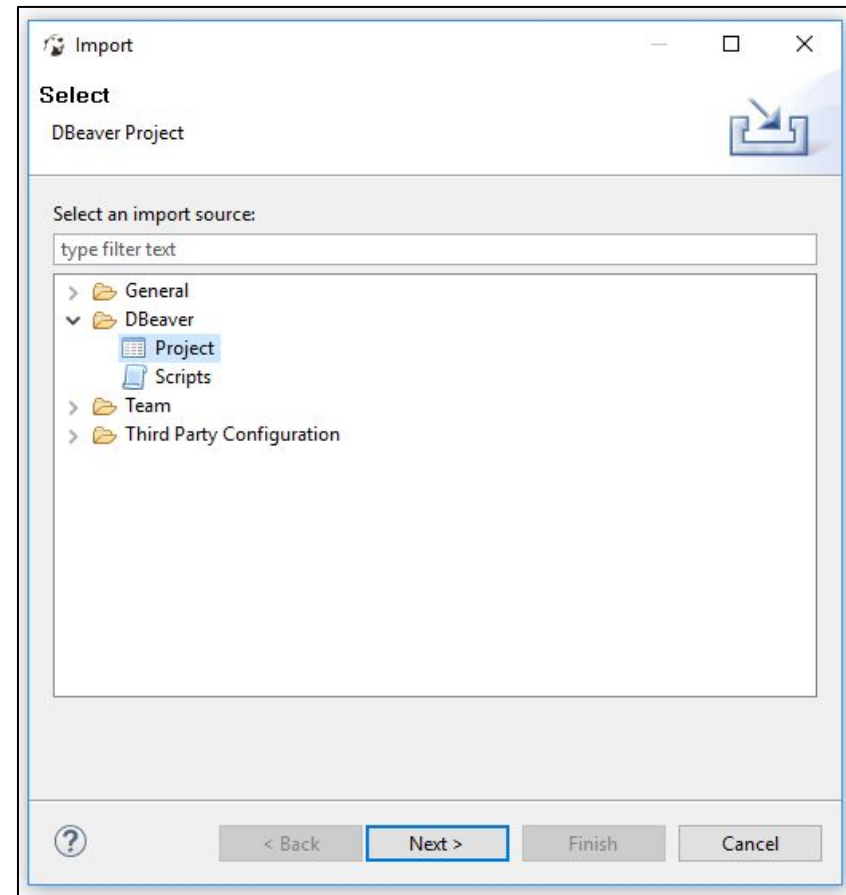 Import
Select
DBeaver Project
Select an import source:
type filter text
General
DBeaver
Project
Scripts
Team
Third Party Configuration
? < Back Next > Finish Cancel